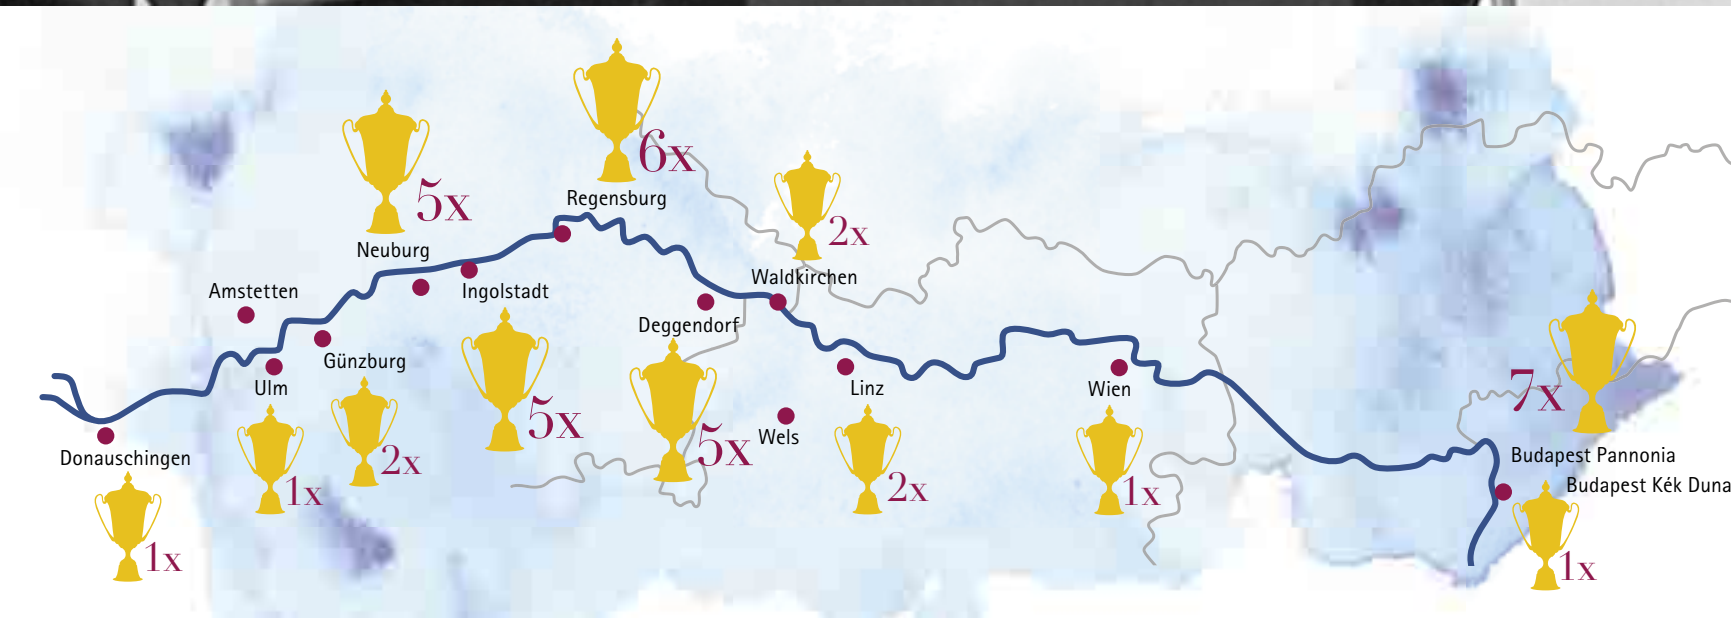 6x
Regensburg
5x
Neuburg
2x
Waldkirchen
Amstetten
Ingolstadt
Deggendorf
Günzburg
Ulm
Linz
Wien
7x
5x
Wels
5x
Donauschingen
2x
1x
2x
1x
Budapest Pannonia
Budapest Kék Duna
1x
1x